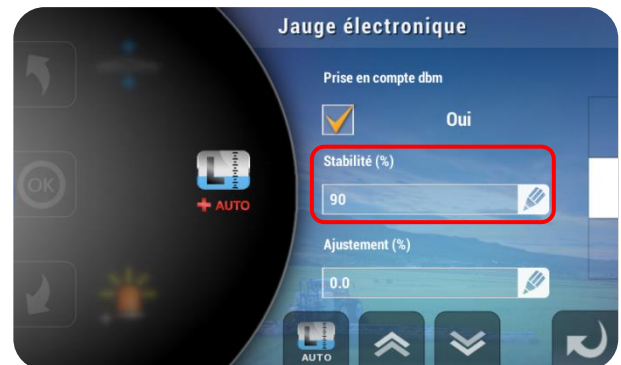 Jauge électronique
Prise en compte dbm
Oui
Stabilité (%)
90
Ajustement (%)
0.0
OK
L
+ AUTO
L
AUTO